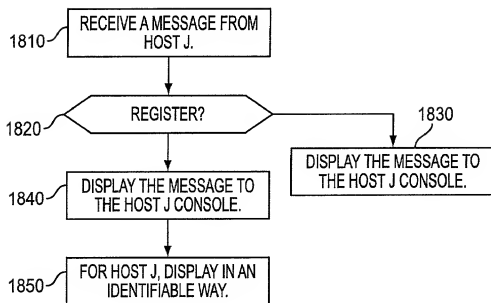 1810
RECEIVE A MESSAGE FROM
HOST J.
1820
REGISTER?
1830
DISPLAY THE MESSAGE TO
THE HOST J CONSOLE.
1840
DISPLAY THE MESSAGE TO
THE HOST J CONSOLE.
1850
FOR HOST J, DISPLAY IN AN
IDENTIFIABLE WAY.